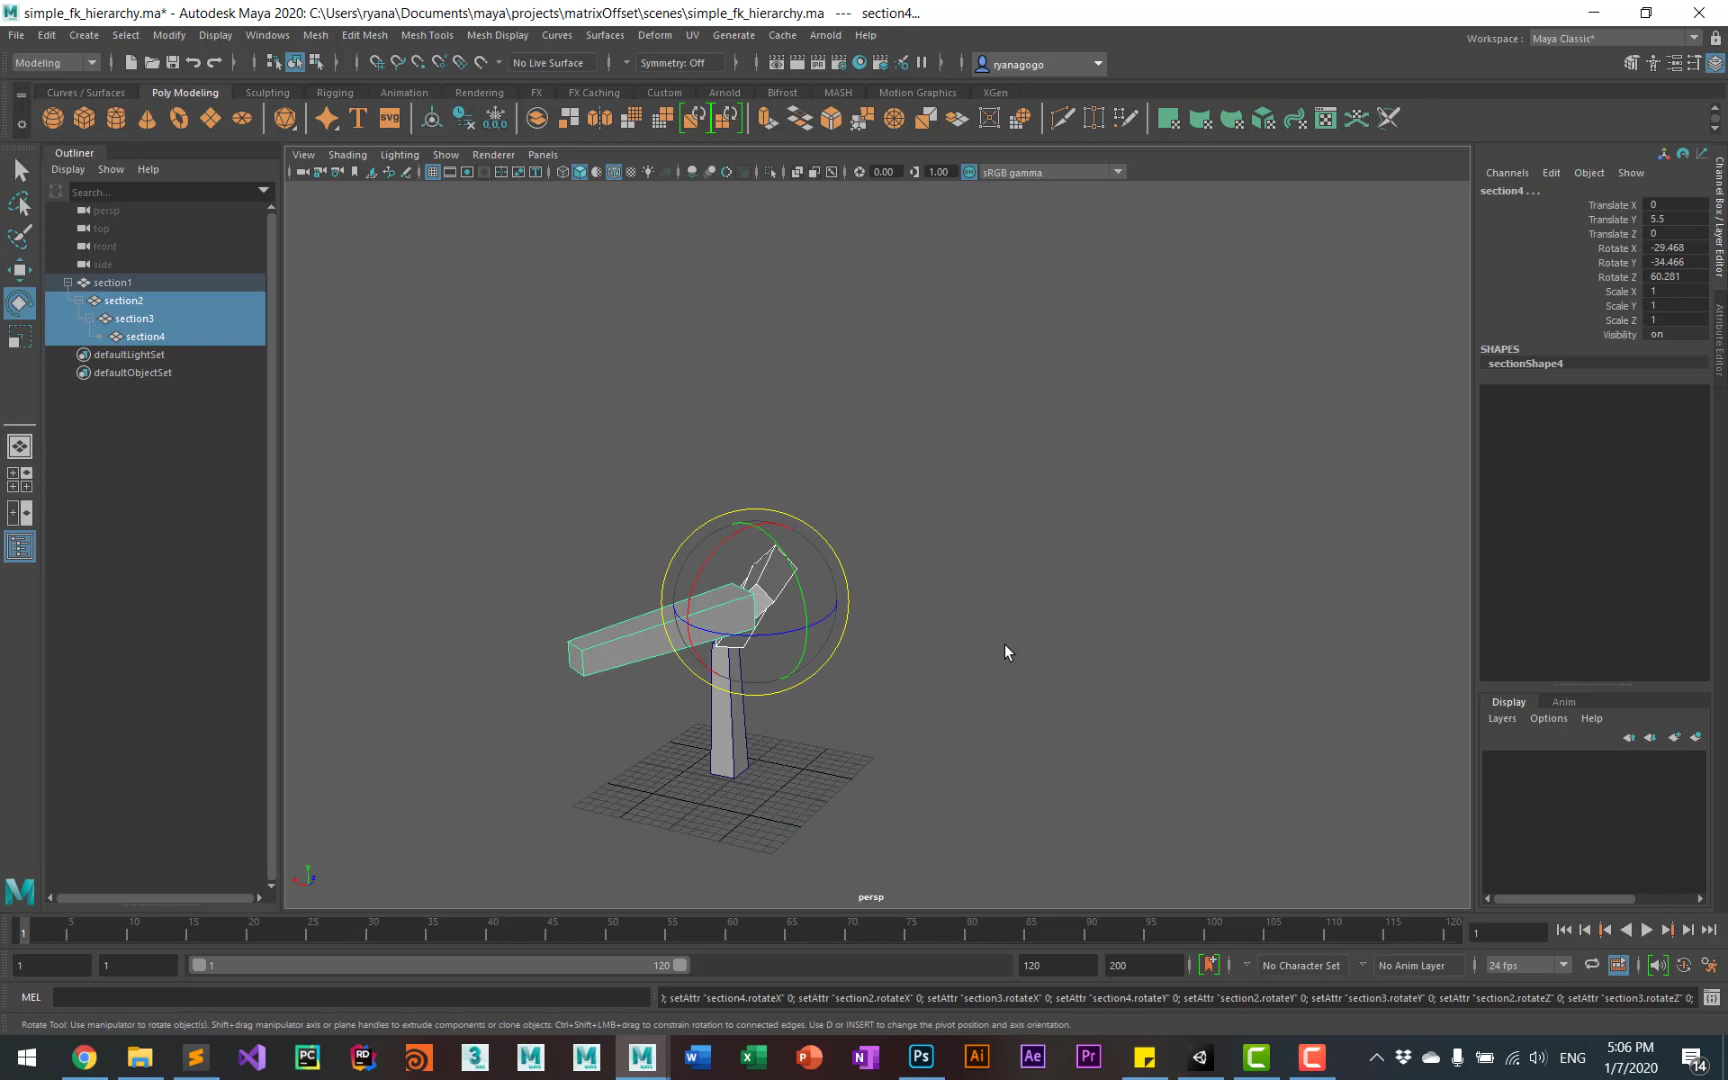 simple_fk_hierarchy.ma* - Autodesk Maya 2020: C:\Users\ryana\Documents\maya\projects\matrixOffset\scenes\simple_fk_hierarchy.ma --- section4...
File Edit Create Select Modify Display Windows Mesh Edit Mesh Mesh Tools Mesh Display Curves Surfaces Deform UV Generate Cache Arnold Help
Workspace : Maya Classic*
Modeling No Live Surface Symmetry: Off IPR ryanagogo
Curves / Surfaces Poly Modeling Sculpting Rigging Animation Rendering FX FX Caching Custom Arnold Bifrost MASH Motion Graphics XGen
T svg
Outliner
Display Show Help
Search...
persp
top
front
side
section1
section2
section3
section4
defaultLightSet
defaultObjectSet
View Shading Lighting Show Renderer Panels
0.00 1.00 sRGB gamma
persp
Channels Edit Object Show
section4 . . .
Translate X 0
Translate Y 5.5
Translate Z 0
Rotate X -29.468
Rotate Y -34.466
Rotate Z 60.281
Scale X 1
Scale Y 1
Scale Z 1
Visibility on
SHAPES
sectionShape4
Channel Box / Layer Editor
Attribute Editor
Display Anim
Layers Options Help
1 5 10 15 20 25 30 35 40 45 50 55 60 65 70 75 80 85 90 95 100 105 110 115 120
1
1 1 1 120 120 200 No Character Set No Anim Layer 24 fps
MEL ); setAttr "section4.rotateX" 0; setAttr "section2.rotateX" 0; setAttr "section3.rotateX" 0; setAttr "section4.rotateY" 0; setAttr "section2.rotateY" 0; setAttr "section3.rotateY" 0; setAttr "section2.rotateZ" 0; setAttr "section3.rotateZ" 0;
Rotate Tool: Use manipulator to rotate object(s). Shift+drag manipulator axis or plane handles to extrude components or clone objects. Ctrl+Shift+LMB+drag to constrain rotation to connected edges. Use D or INSERT to change the pivot position and axis orientation.
ENG
5:06 PM
1/7/2020
14